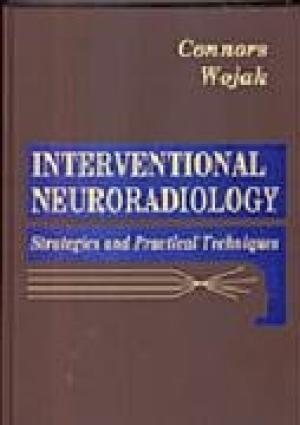 Connors
Wojak
INTERVENTIONAL
NEURORADIOLOGY
Strategies and Practical Techniques